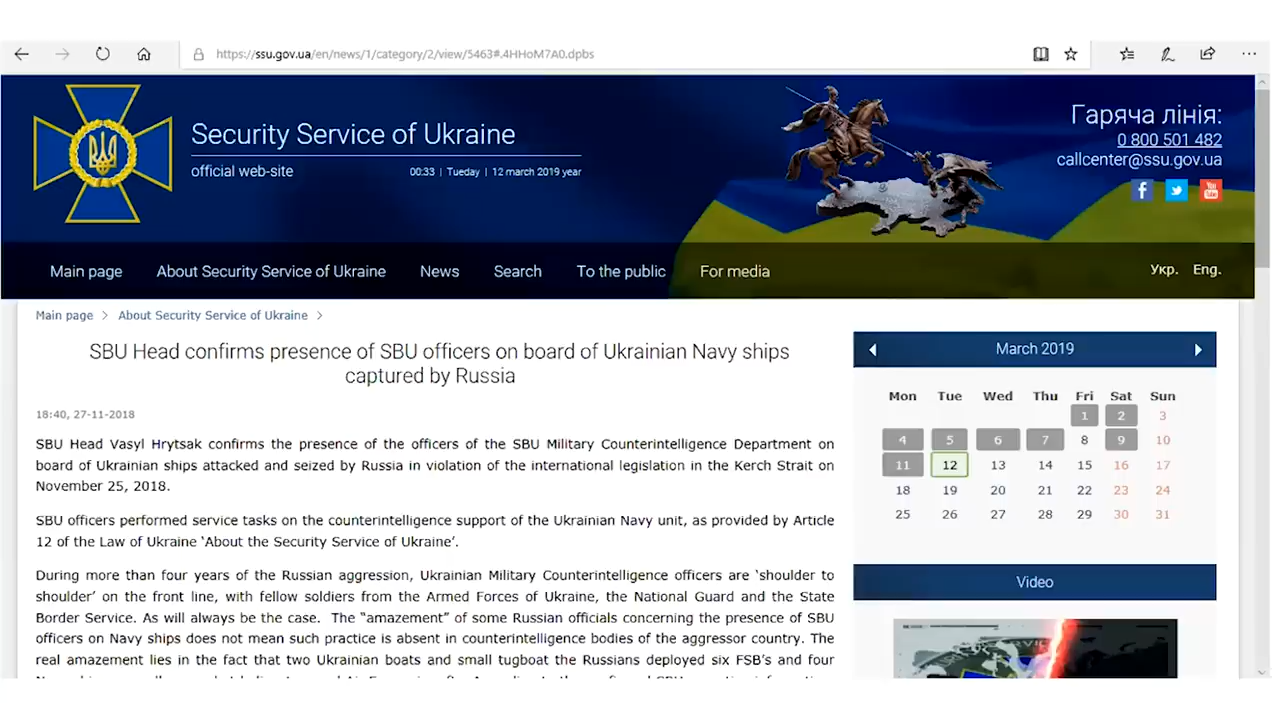 https://ssu.gov.ua/en/news/1/category/2/view/5463#.4HHoM7A0.dpbs
Security Service of Ukraine
official web-site
00:33 | Tueday | 12 march 2019 year
Гаряча лінія:
0 800 501 482
callcenter@ssu.gov.ua
You
Tube
Main page
About Security Service of Ukraine
News
Search
To the public
For media
Укр.
Eng.
Main page > About Security Service of Ukraine >
SBU Head confirms presence of SBU officers on board of Ukrainian Navy ships
captured by Russia
18:40, 27-11-2018
SBU Head Vasyl Hrytsak confirms the presence of the officers of the SBU Military Counterintelligence Department on
board of Ukrainian ships attacked and seized by Russia in violation of the international legislation in the Kerch Strait on
November 25, 2018.
SBU officers performed service tasks on the counterintelligence support of the Ukrainian Navy unit, as provided by Article
12 of the Law of Ukraine ‘About the Security Service of Ukraine’.
During more than four years of the Russian aggression, Ukrainian Military Counterintelligence officers are ‘shoulder to
shoulder’ on the front line, with fellow soldiers from the Armed Forces of Ukraine, the National Guard and the State
Border Service. As will always be the case. The “amazement” of some Russian officials concerning the presence of SBU
officers on Navy ships does not mean such practice is absent in counterintelligence bodies of the aggressor country. The
real amazement lies in the fact that two Ukrainian boats and small tugboat the Russians deployed six FSB’s and four
March 2019
Mon Tue Wed Thu Fri Sat Sun
1 2 3
4 5 6 7 8 9 10
11 12 13 14 15 16 17
18 19 20 21 22 23 24
25 26 27 28 29 30 31
Video